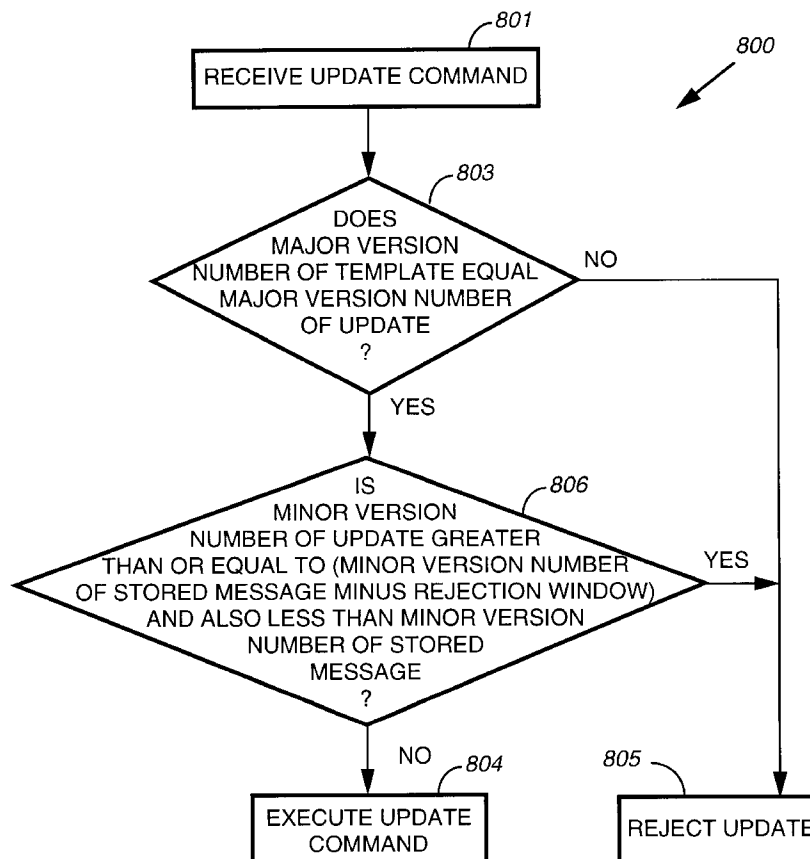 801
RECEIVE UPDATE COMMAND
800
803
DOES
MAJOR VERSION
NUMBER OF TEMPLATE EQUAL
MAJOR VERSION NUMBER
OF UPDATE
?
NO
YES
806
IS
MINOR VERSION
NUMBER OF UPDATE GREATER
THAN OR EQUAL TO (MINOR VERSION NUMBER
OF STORED MESSAGE MINUS REJECTION WINDOW)
AND ALSO LESS THAN MINOR VERSION
NUMBER OF STORED
MESSAGE
?
YES
NO
804
EXECUTE UPDATE
COMMAND
805
REJECT UPDATE